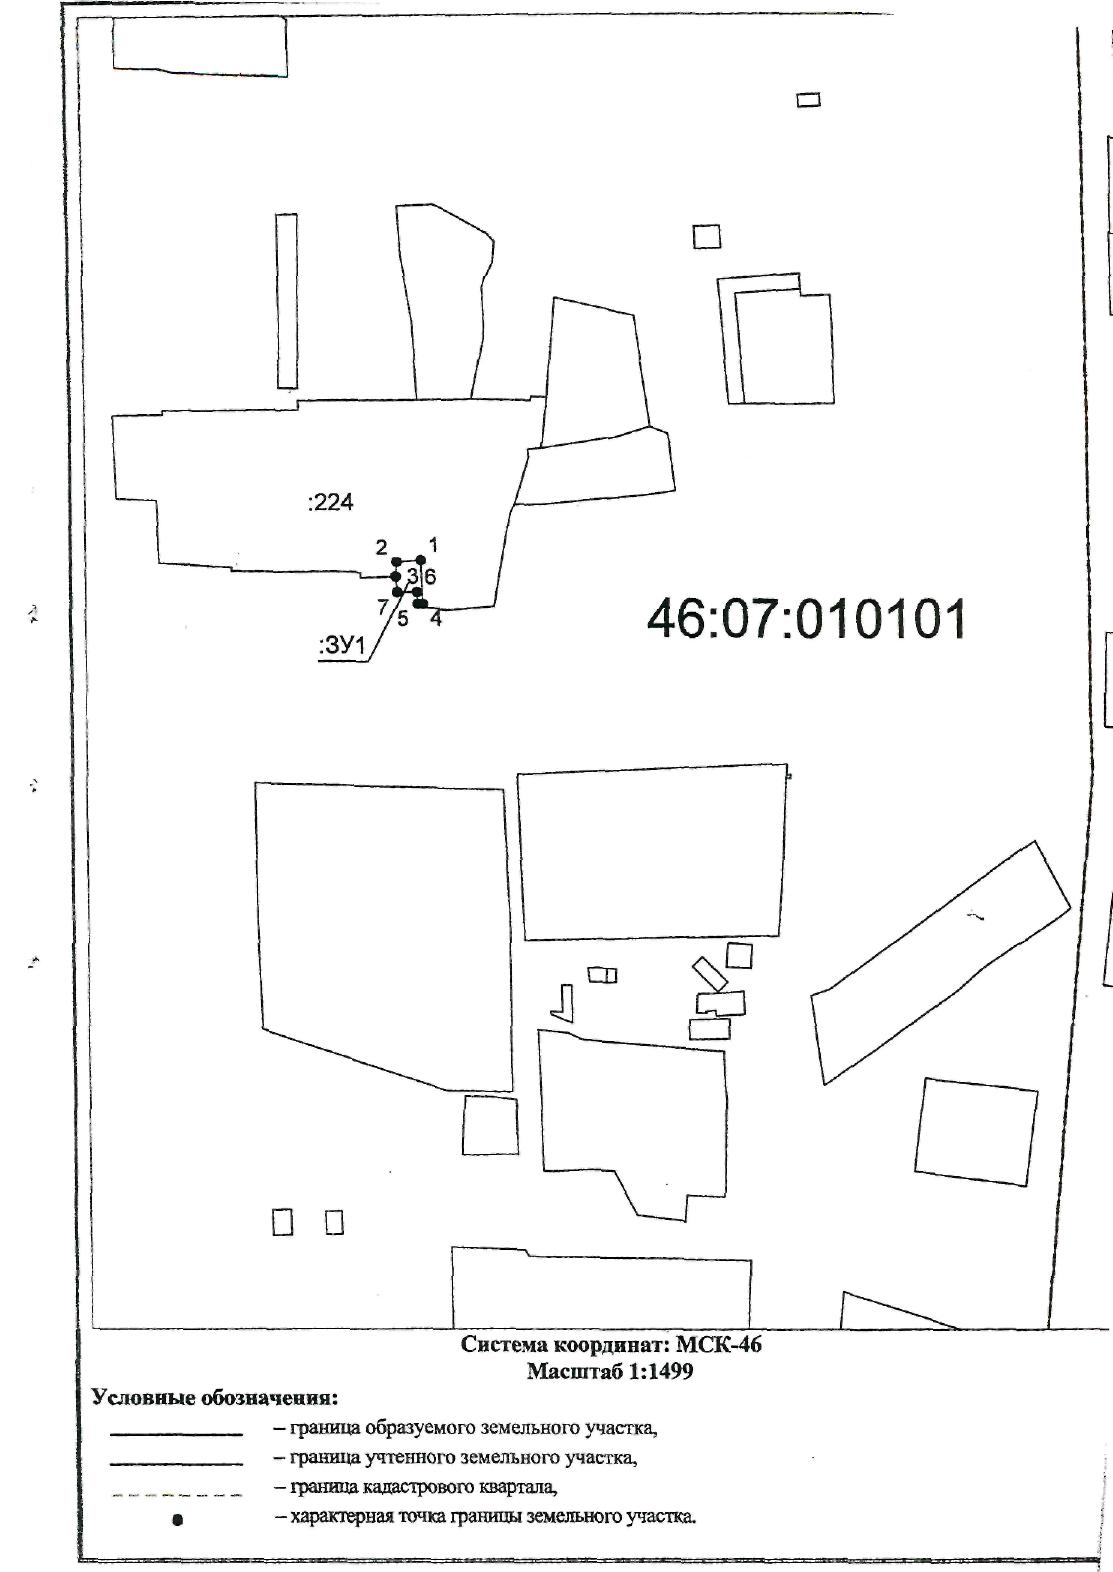 :224
2
1
3
6
7
5
4
:ЗУ1
46:07:010101
Система координат: МСК-46
Масштаб 1:1499
Условные обозначения:
– граница образуемого земельного участка,
– граница учтенного земельного участка,
– граница кадастрового квартала,
– характерная точка границы земельного участка.